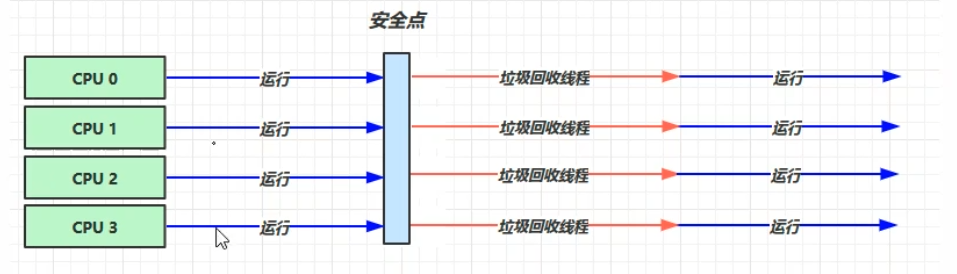 安全点
CPU 0 运行 垃圾回收线程 运行
CPU 1 运行 垃圾回收线程 运行
CPU 2 运行 垃圾回收线程 运行
CPU 3 运行 垃圾回收线程 运行